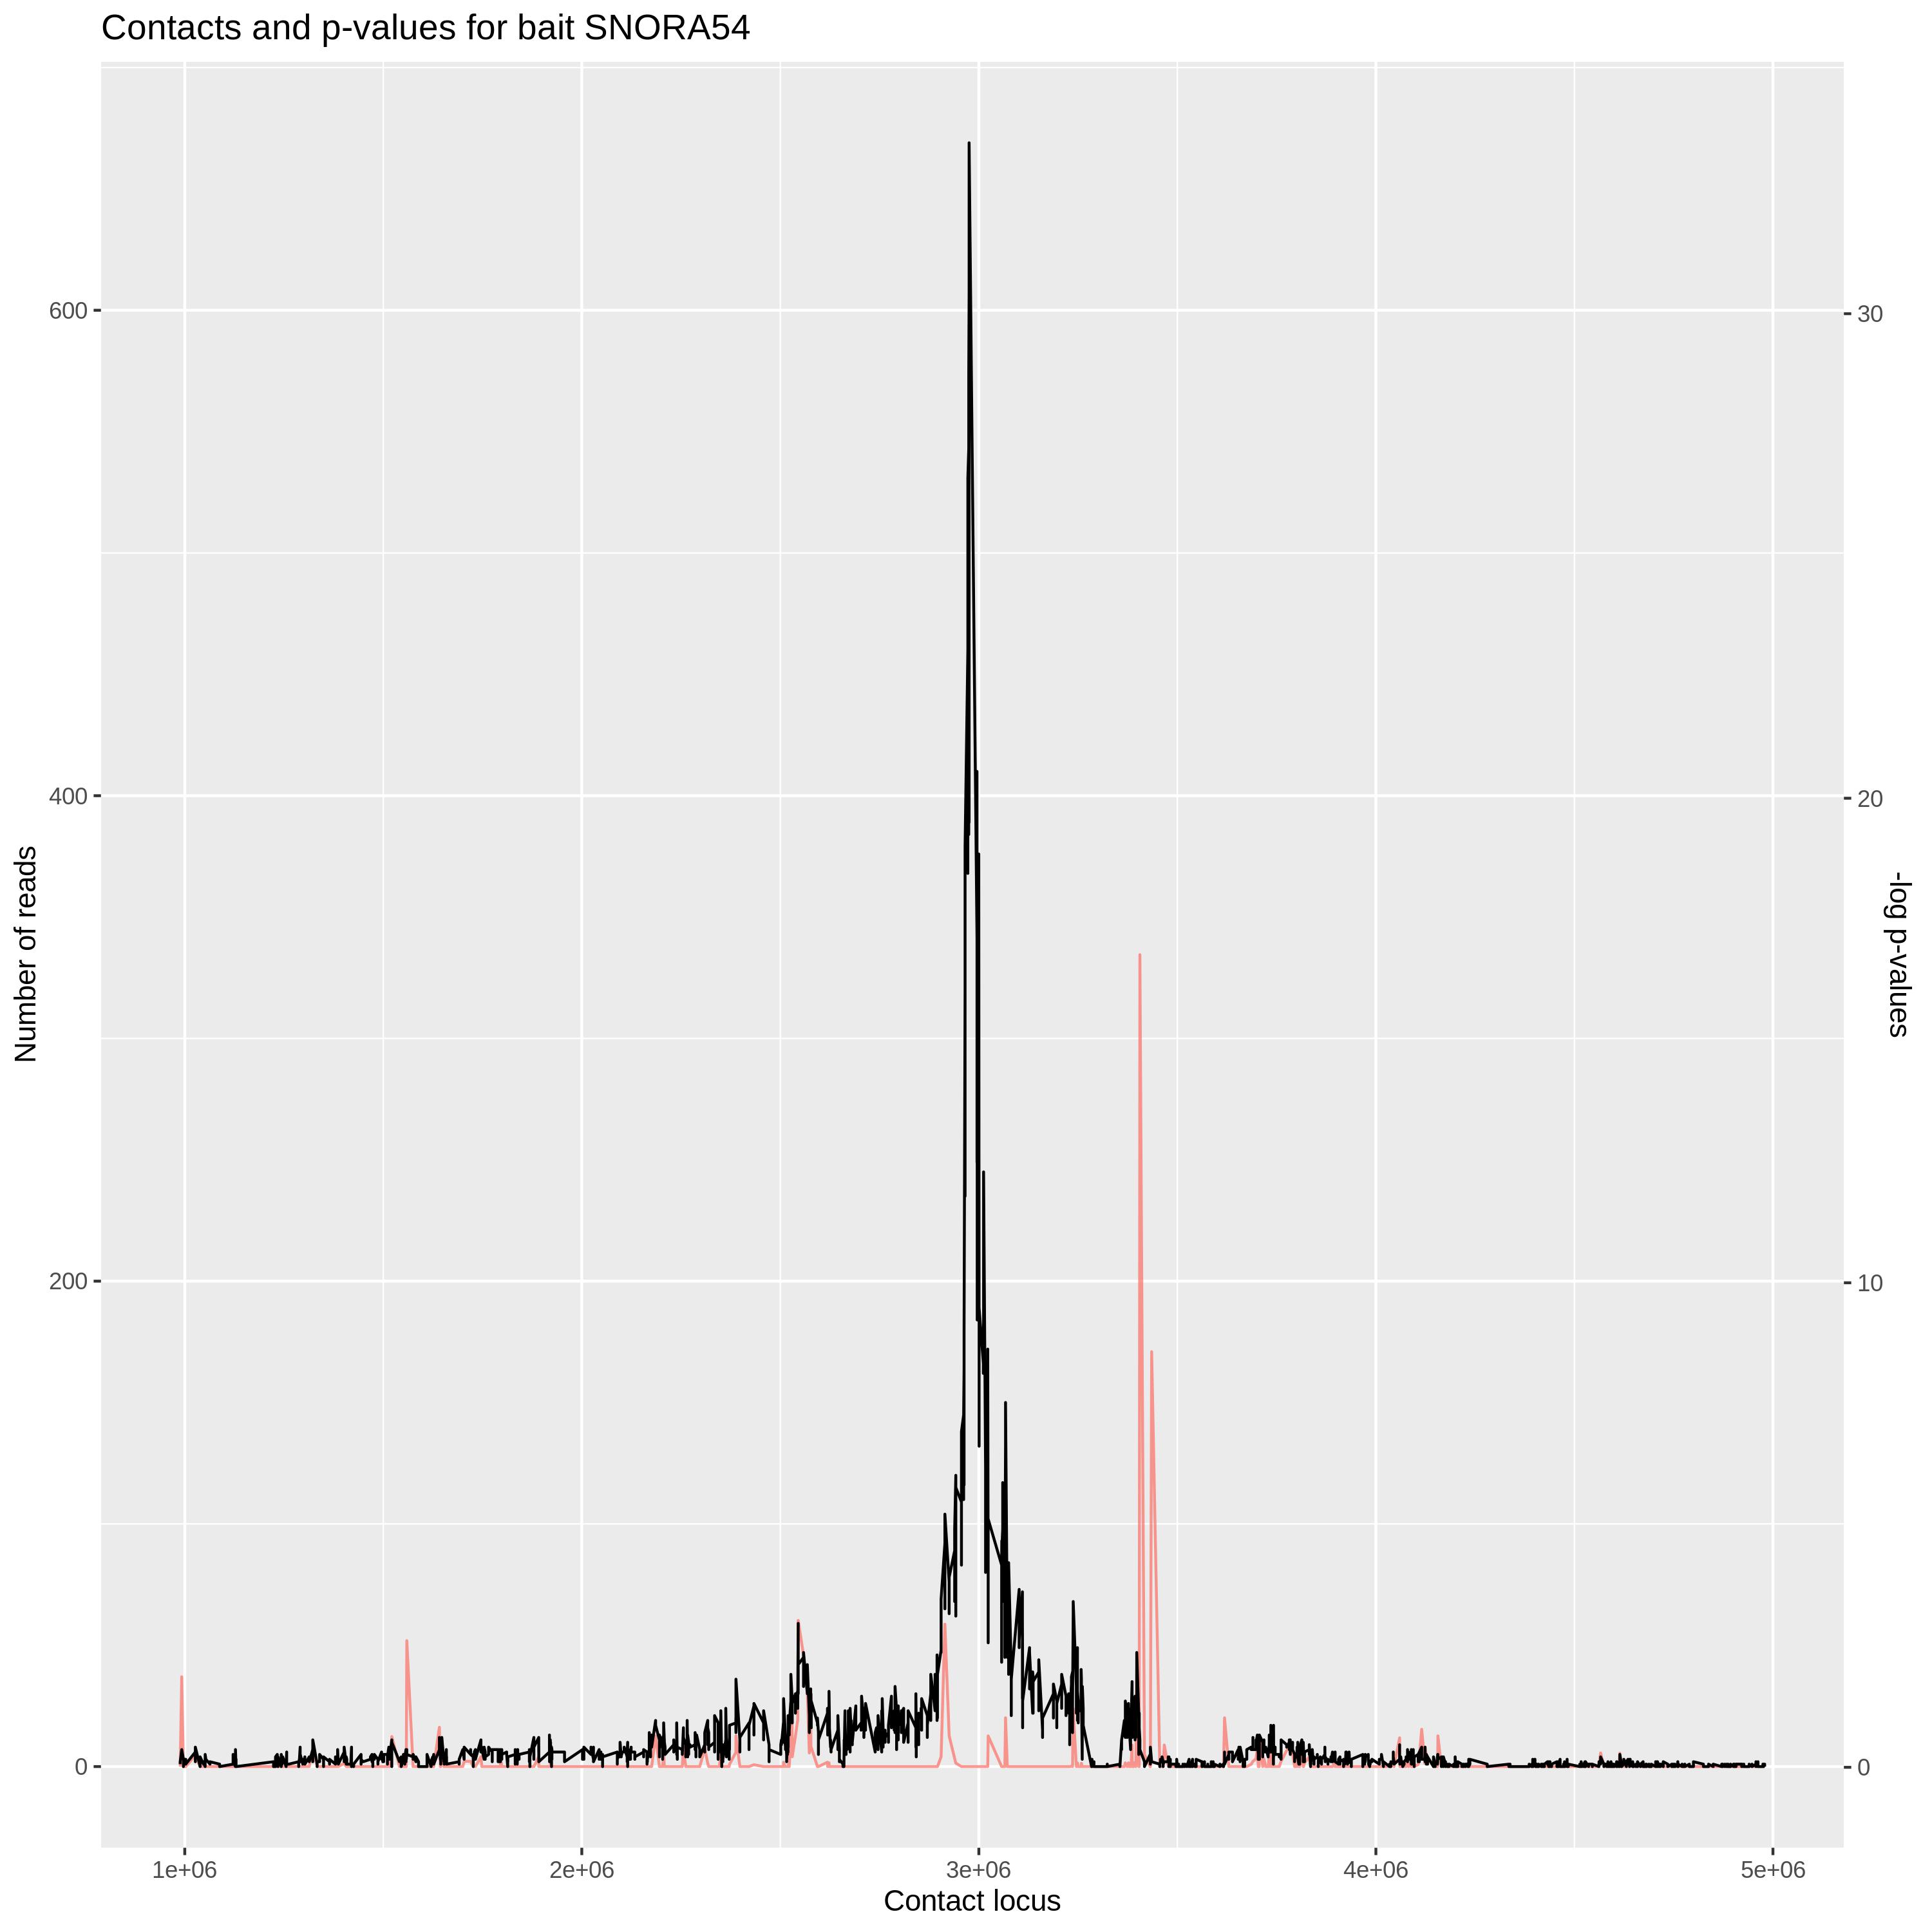 Contacts and p-values for bait SNORA54
Number of reads
600
400
200
0
30
20
10
0
-log p-values
1e+06
2e+06
3e+06
4e+06
5e+06
Contact locus